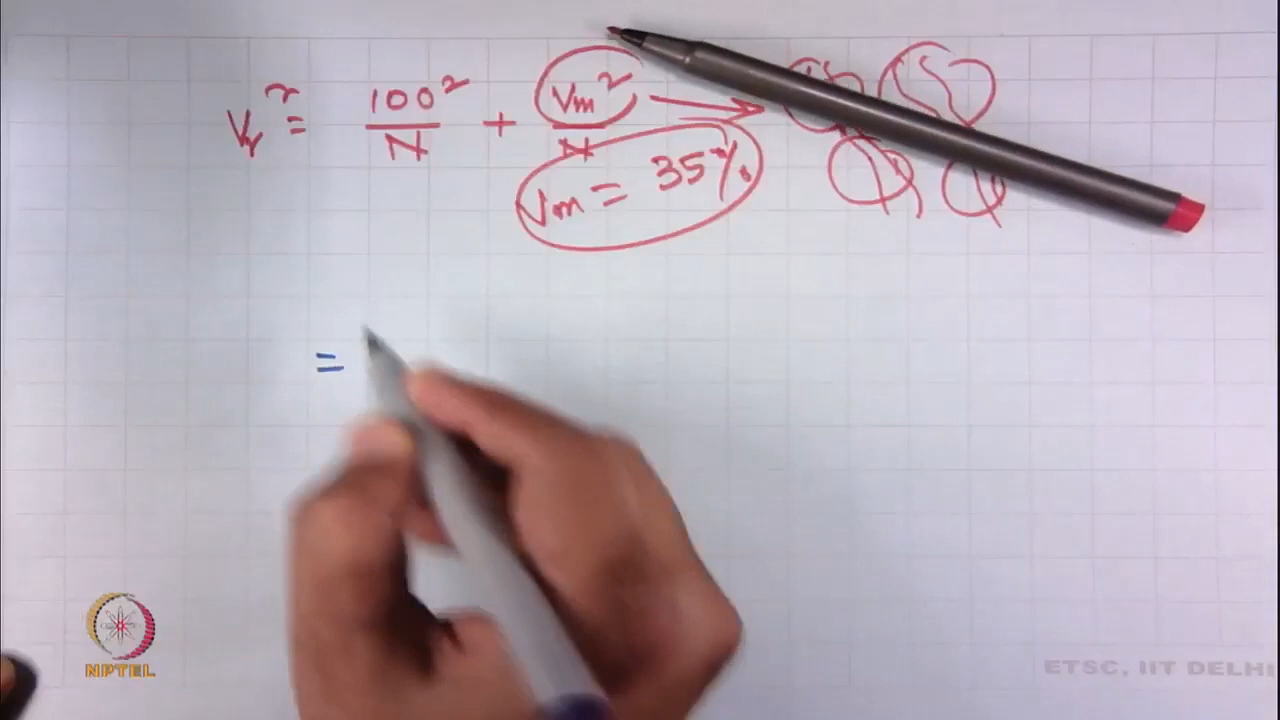 Vr² = 100²/N + Vm²/N
Vm = 35%
=
NPTEL
ETSC, IIT DELHI